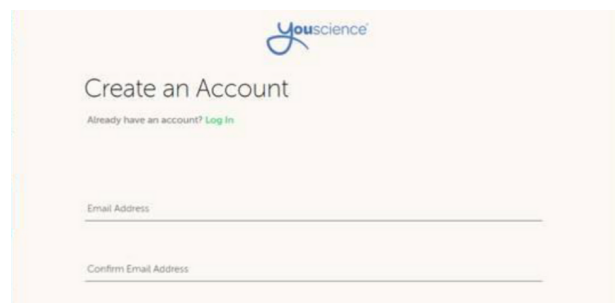 youscience®
Create an Account
Already have an account? Log In
Email Address
Confirm Email Address